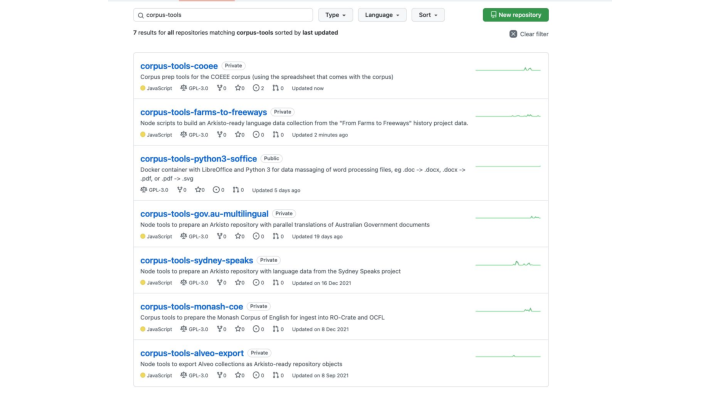 corpus-tools
Type
Language
Sort
New repository
7 results for all repositories matching corpus-tools sorted by last updated
Clear filter
corpus-tools-cooee Private
Corpus prep tools for the COEEE corpus (using the spreadsheet that comes with the corpus)
JavaScript GPL-3.0 0 0 2 0 Updated now
corpus-tools-farms-to-freeways Private
Node scripts to build an Arkisto-ready language data collection from the "From Farms to Freeways" history project data.
JavaScript GPL-3.0 0 0 0 0 Updated 2 minutes ago
corpus-tools-python3-soffice Public
Docker container with LibreOffice and Python 3 for data massaging of word processing files, eg .doc -> .docx, .docx ->
.pdf, or .pdf -> .svg
GPL-3.0 0 0 0 0 Updated 5 days ago
corpus-tools-gov.au-multilingual Private
Node tools to prepare an Arkisto repository with parallel translations of Australian Government documents
JavaScript GPL-3.0 0 0 0 0 Updated 19 days ago
corpus-tools-sydney-speaks Private
Node tools to prepare an Arkisto repository with language data from the Sydney Speaks project
JavaScript GPL-3.0 0 0 0 0 Updated on 16 Dec 2021
corpus-tools-monash-coe Private
Corpus tools to prepare the Monash Corpus of English for ingest into RO-Crate and OCFL
JavaScript GPL-3.0 0 0 0 0 Updated on 8 Dec 2021
corpus-tools-alveo-export Private
Node tools to export Alveo collections as Arkisto-ready repository objects
JavaScript GPL-3.0 0 0 0 0 Updated on 8 Sep 2021